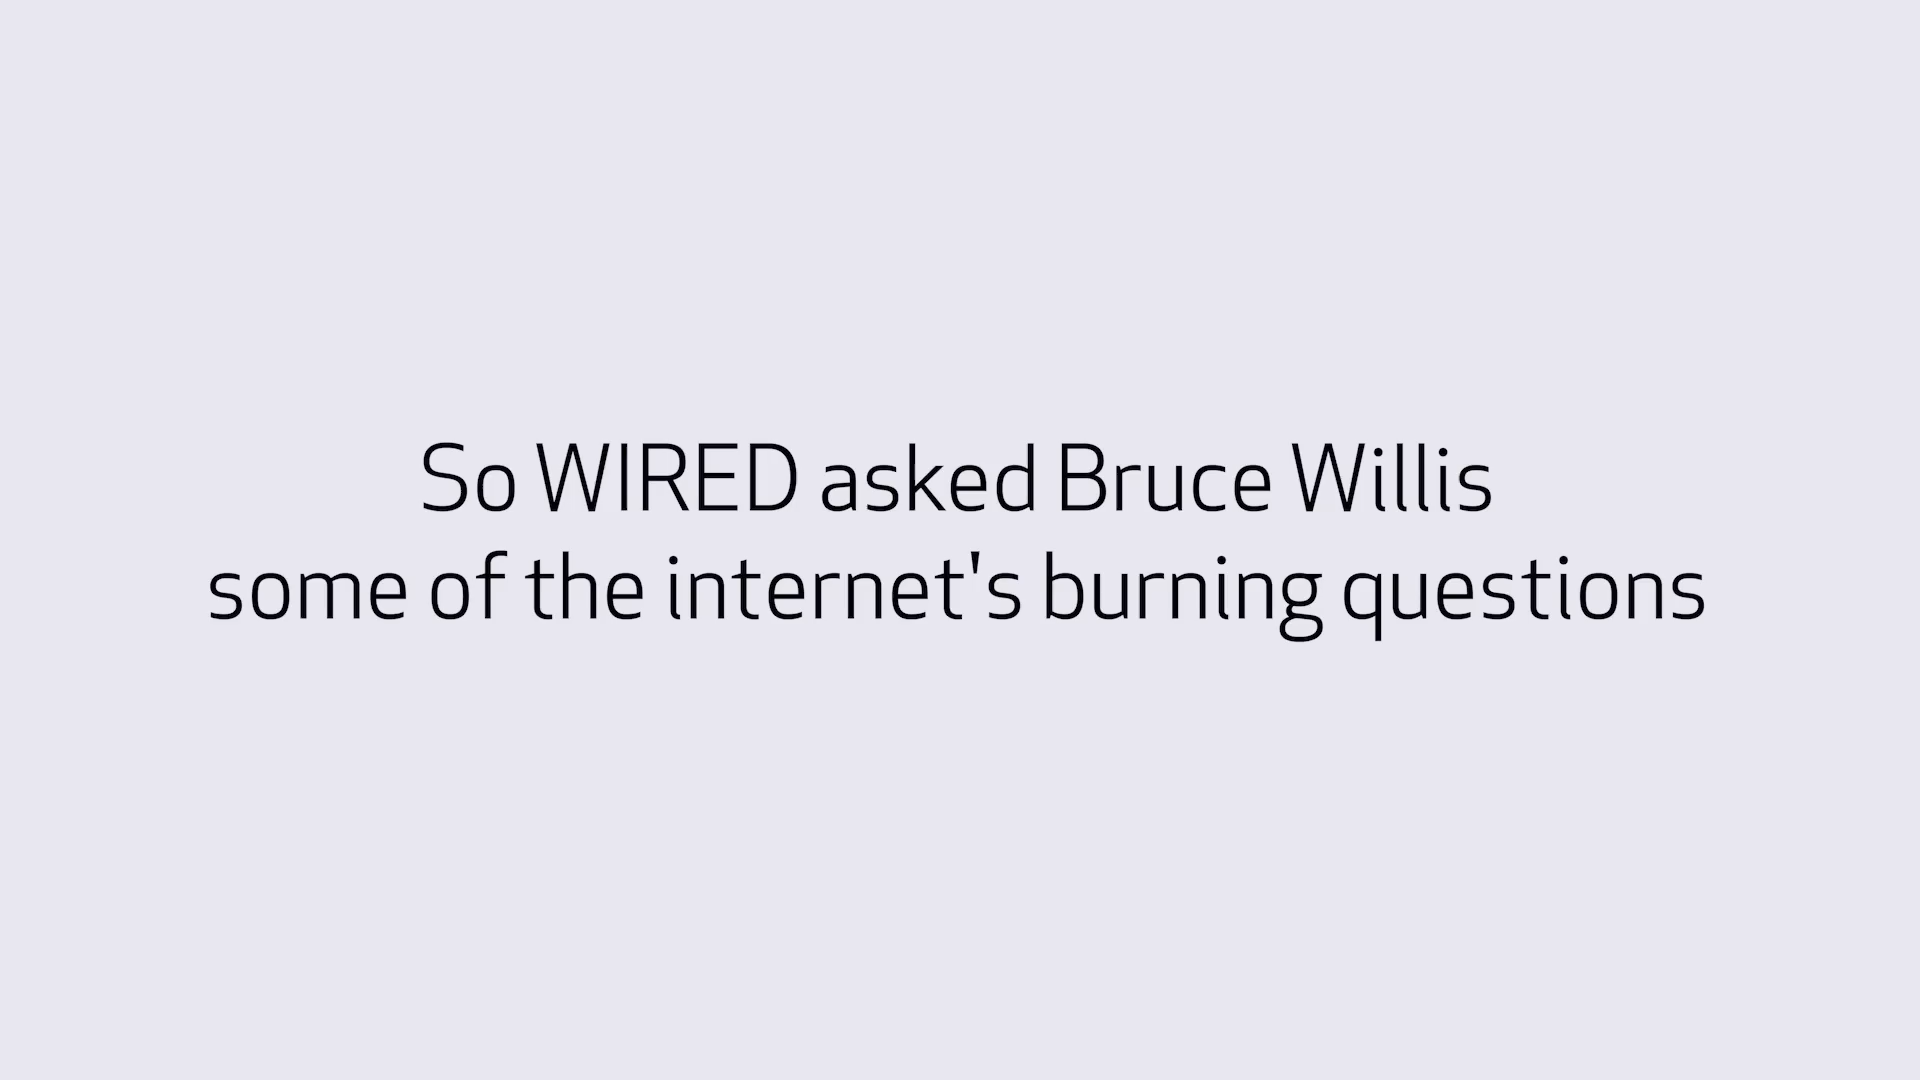 So WIRED asked Bruce Willis
some of the internet's burning questions